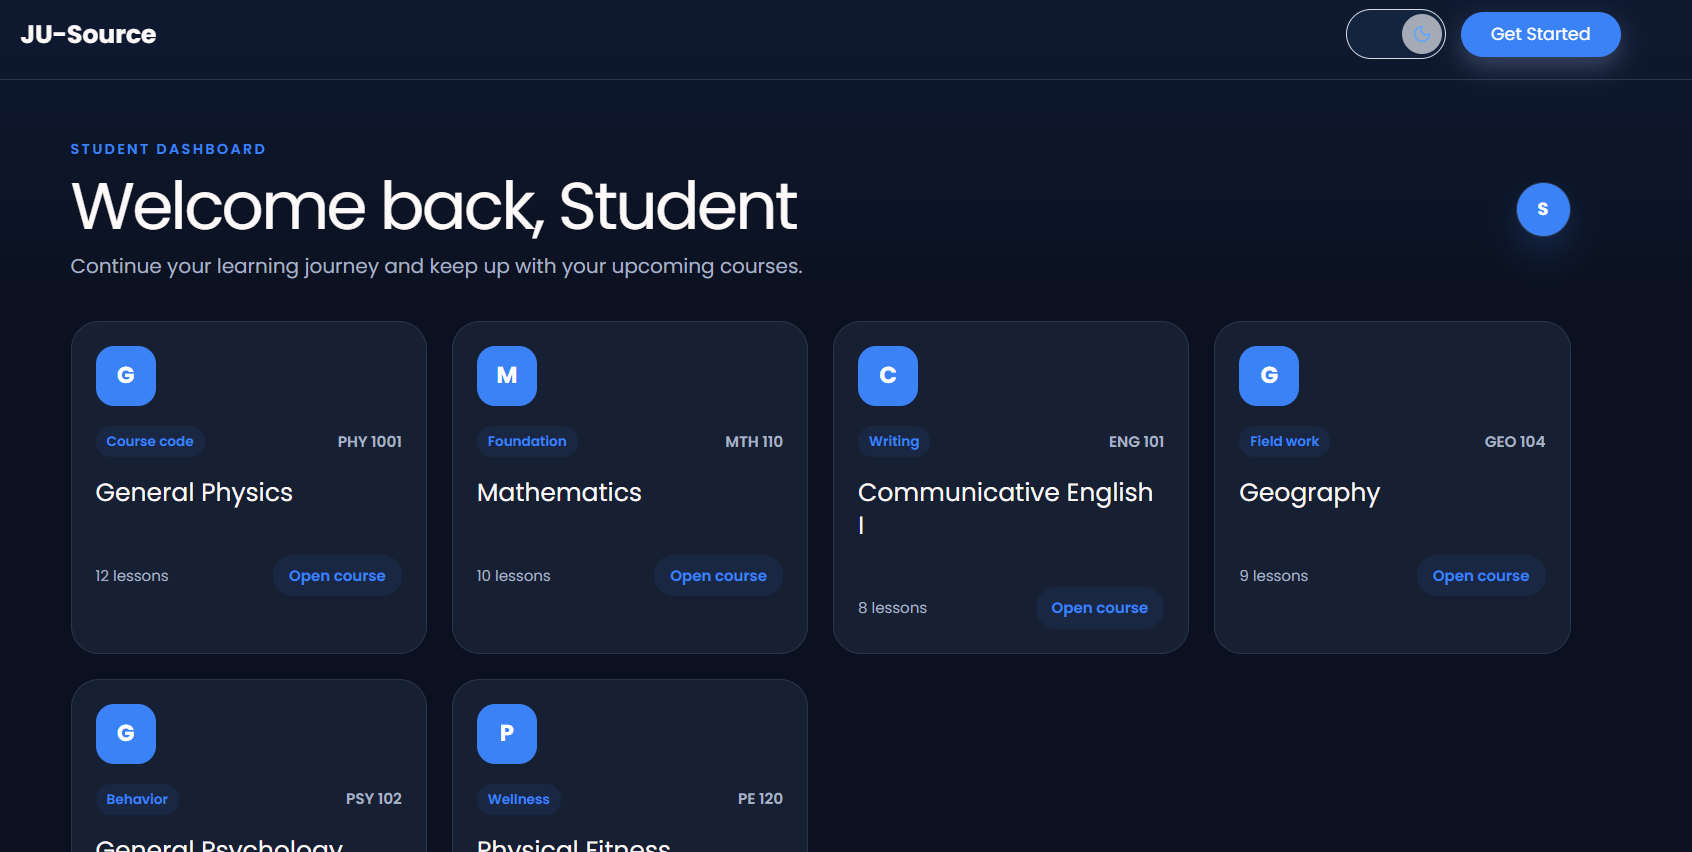 JU-Source
Get Started
STUDENT DASHBOARD
Welcome back, Student
S
Continue your learning journey and keep up with your upcoming courses.
G
Course code
PHY 1001
General Physics
12 lessons
Open course
M
Foundation
MTH 110
Mathematics
10 lessons
Open course
C
Writing
ENG 101
Communicative English
I
8 lessons
Open course
G
Field work
GEO 104
Geography
9 lessons
Open course
G
Behavior
PSY 102
General Psychology
P
Wellness
PE 120
Physical Fitness